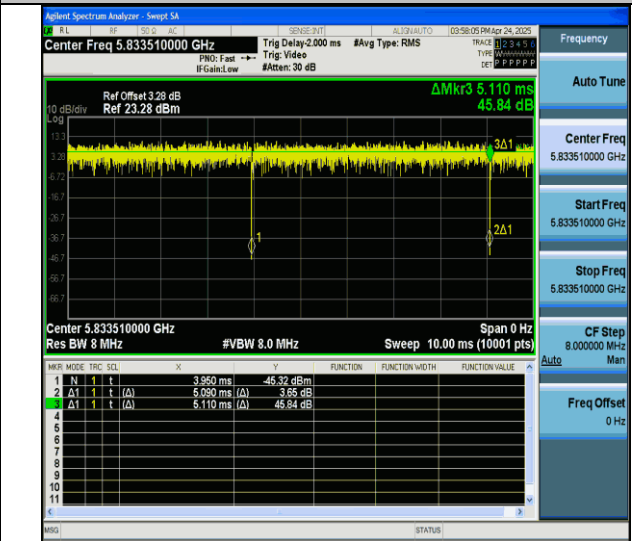 Agilent Spectrum Analyzer - Swept SA
RL RF 50 Ω AC SENSE:INT ALIGNAUTO 03:58:05 PM Apr 24, 2025
Center Freq 5.833510000 GHz
PNO: Fast
IFGain:Low
Trig Delay-2.000 ms
Trig: Video
#Atten: 30 dB
#Avg Type: RMS
TRACE 1 2 3 4 5 6
TYPE
DET P P P P P P
ΔMkr3 5.110 ms
45.84 dB
Ref Offset 3.28 dB
10 dB/div Ref 23.28 dBm
Log
13.3
3.28
-6.72
-16.7
-26.7
-36.7
-46.7
-56.7
-66.7
3Δ1
1
2Δ1
Center 5.833510000 GHz Span 0 Hz
Res BW 8 MHz #VBW 8.0 MHz Sweep 10.00 ms (10001 pts)
MKR MODE TRC SCL X Y FUNCTION FUNCTION WIDTH FUNCTION VALUE
1 N 1 t 3.950 ms -45.32 dBm
2 Δ1 1 t (Δ) 5.090 ms (Δ) 3.65 dB
3 Δ1 1 t (Δ) 5.110 ms (Δ) 45.84 dB
4
5
6
7
8
9
10
11
MSG STATUS
Frequency
Auto Tune
Center Freq
5.833510000 GHz
Start Freq
5.833510000 GHz
Stop Freq
5.833510000 GHz
CF Step
8.000000 MHz
Auto Man
Freq Offset
0 Hz